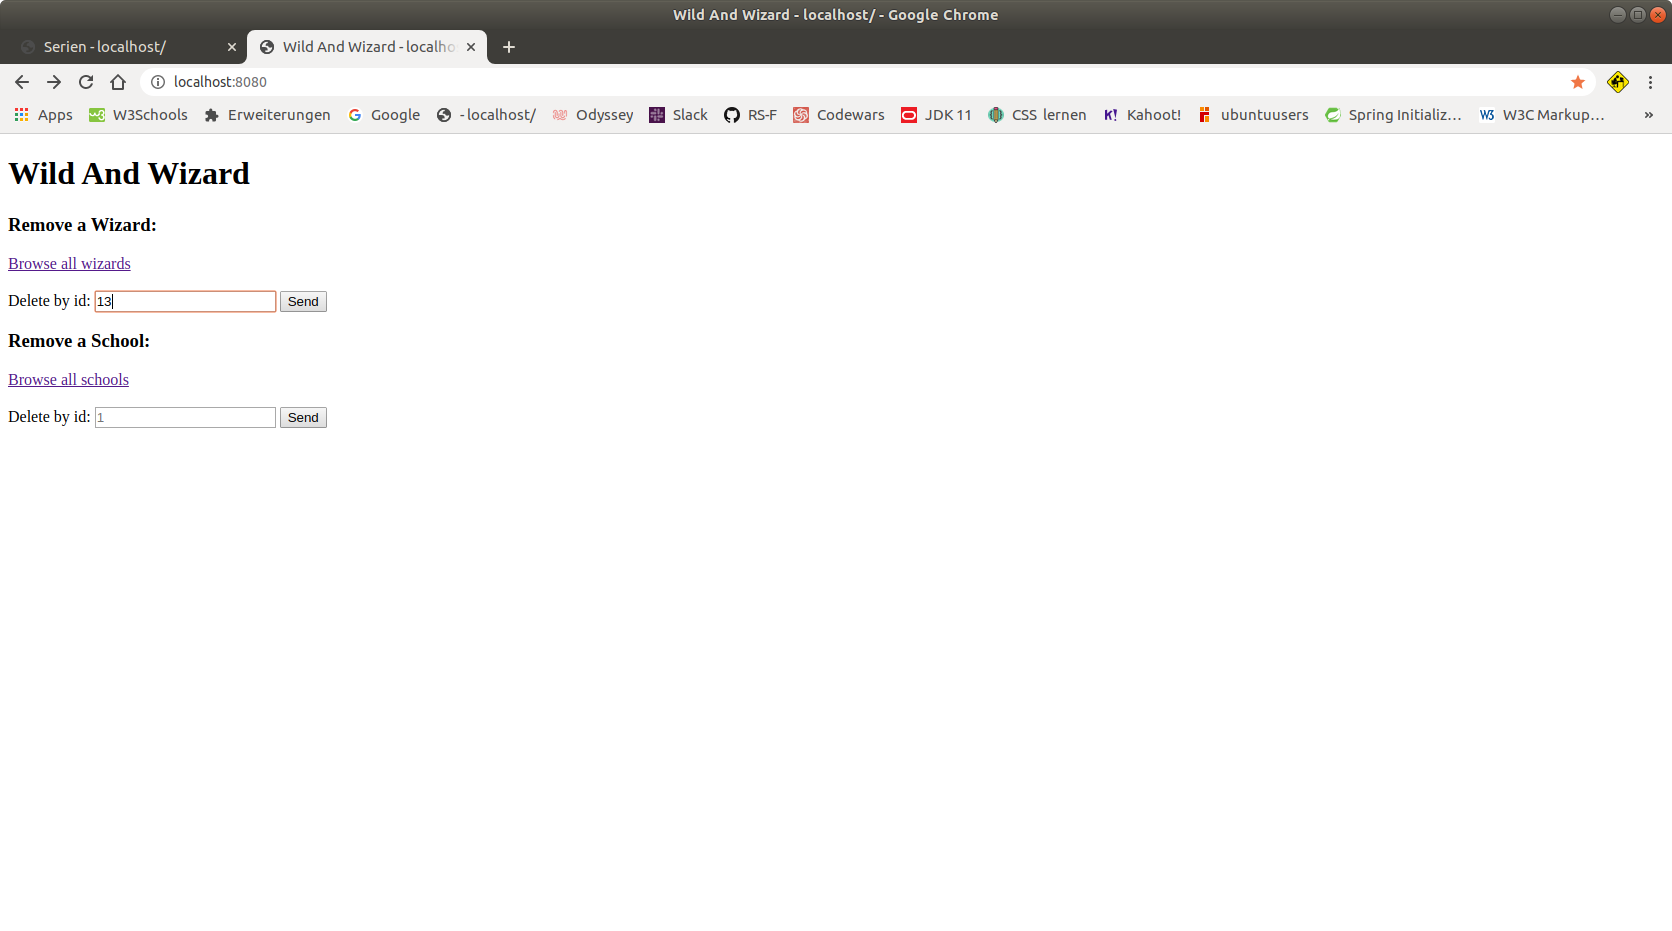 Wild And Wizard - localhost/ - Google Chrome
Serien - localhost/
Wild And Wizard - localho
localhost:8080
Apps W3Schools Erweiterungen Google - localhost/ Odyssey Slack RS-F Codewars JDK 11 CSS lernen Kahoot! ubuntuusers Spring Initializ… W3C Markup… »
Wild And Wizard
Remove a Wizard:
Browse all wizards
Delete by id: 13 Send
Remove a School:
Browse all schools
Delete by id: 1 Send